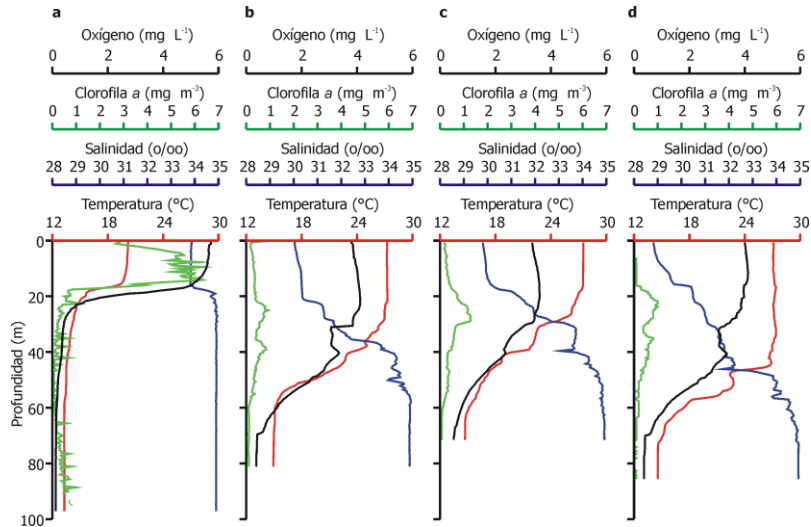 a b c d
Oxígeno (mg L-1) Oxígeno (mg L-1) Oxígeno (mg L-1) Oxígeno (mg L-1)
0 2 4 6 0 2 4 6 0 2 4 6 0 2 4 6
Clorofila a (mg m-3) Clorofila a (mg m-3) Clorofila a (mg m-3) Clorofila a (mg m-3)
0 1 2 3 4 5 6 7 0 1 2 3 4 5 6 7 0 1 2 3 4 5 6 7 0 1 2 3 4 5 6 7
Salinidad (o/oo) Salinidad (o/oo) Salinidad (o/oo) Salinidad (o/oo)
28 29 30 31 32 33 34 35 28 29 30 31 32 33 34 35 28 29 30 31 32 33 34 35 28 29 30 31 32 33 34 35
Temperatura (ºC) Temperatura (ºC) Temperatura (ºC) Temperatura (ºC)
12 18 24 30 12 18 24 30 12 18 24 30 12 18 24 30
0
20
40
60
80
100
Profundidad (m)